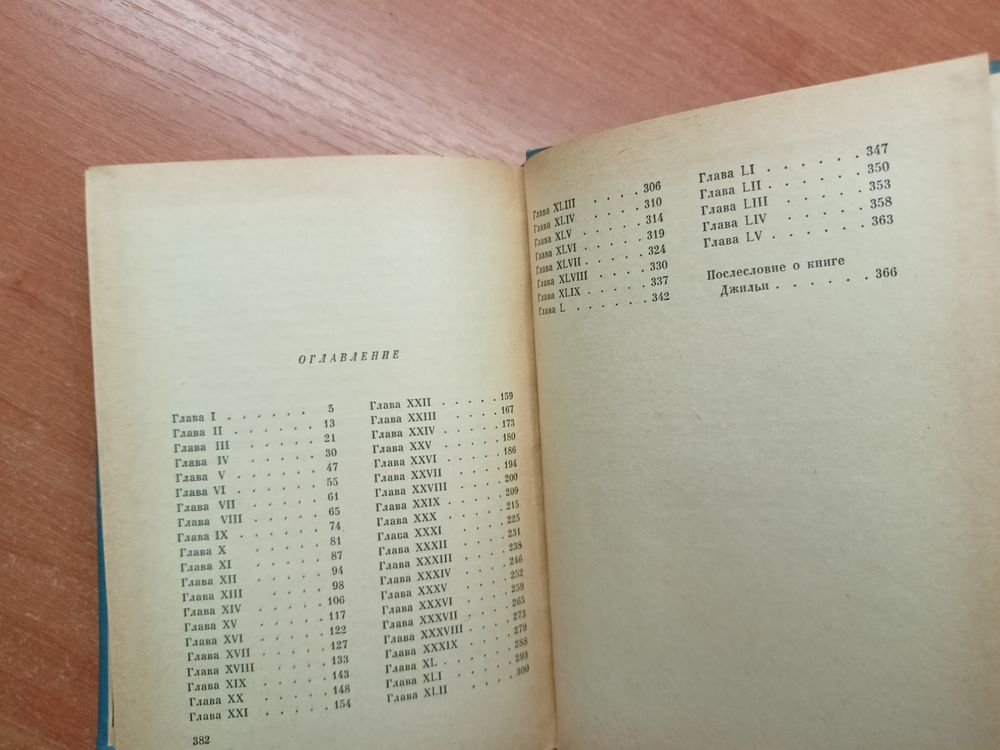 ОГЛАВЛЕНИЕ
Глава I . . . . . . 5
Глава II . . . . . . 13
Глава III . . . . . 21
Глава IV . . . . . 30
Глава V . . . . . . 47
Глава VI . . . . . . 55
Глава VII . . . . . 61
Глава VIII . . . . . 65
Глава IX . . . . . . 74
Глава X . . . . . 81
Глава XI . . . . . 87
Глава XII . . . . . 94
Глава XIII . . . . . 98
Глава XIV . . . . . 106
Глава XV . . . . . 117
Глава XVI . . . . . 122
Глава XVII . . . . . 127
Глава XVIII . . . . . 133
Глава XIX . . . . . 143
Глава XX . . . . . 148
Глава XXI . . . . . 154
Глава XXII . . . . . 159
Глава XXIII . . . . . 167
Глава XXIV . . . . . 173
Глава XXV . . . . . 180
Глава XXVI . . . . . 186
Глава XXVII . . . . . 194
Глава XXVIII . . . . . 200
Глава XXIX . . . . . 209
Глава XXX . . . . . 215
Глава XXXI . . . . . 225
Глава XXXII . . . . . 231
Глава XXXIII . . . . 238
Глава XXXIV . . . . 246
Глава XXXV . . . . 252
Глава XXXVI . . . . 259
Глава XXXVII . . . . 265
Глава XXXVIII . . . . 273
Глава XXXIX . . . . 279
Глава XL . . . . . 288
Глава XLI . . . . . 293
Глава XLII . . . . 300
382
Глава XLIII . . . . 306
Глава XLIV . . . . 310
Глава XLV . . . . . 314
Глава XLVI . . . . . 319
Глава XLVII . . . . 324
Глава XLVIII . . . . 330
Глава XLIX . . . . . 337
Глава L . . . . . . 342
Глава LI . . . . . . 347
Глава LII . . . . . . 350
Глава LIII . . . . . 353
Глава LIV . . . . . 358
Глава LV . . . . . . 363
Послесловие о книге
Джильи . . . . . . 366